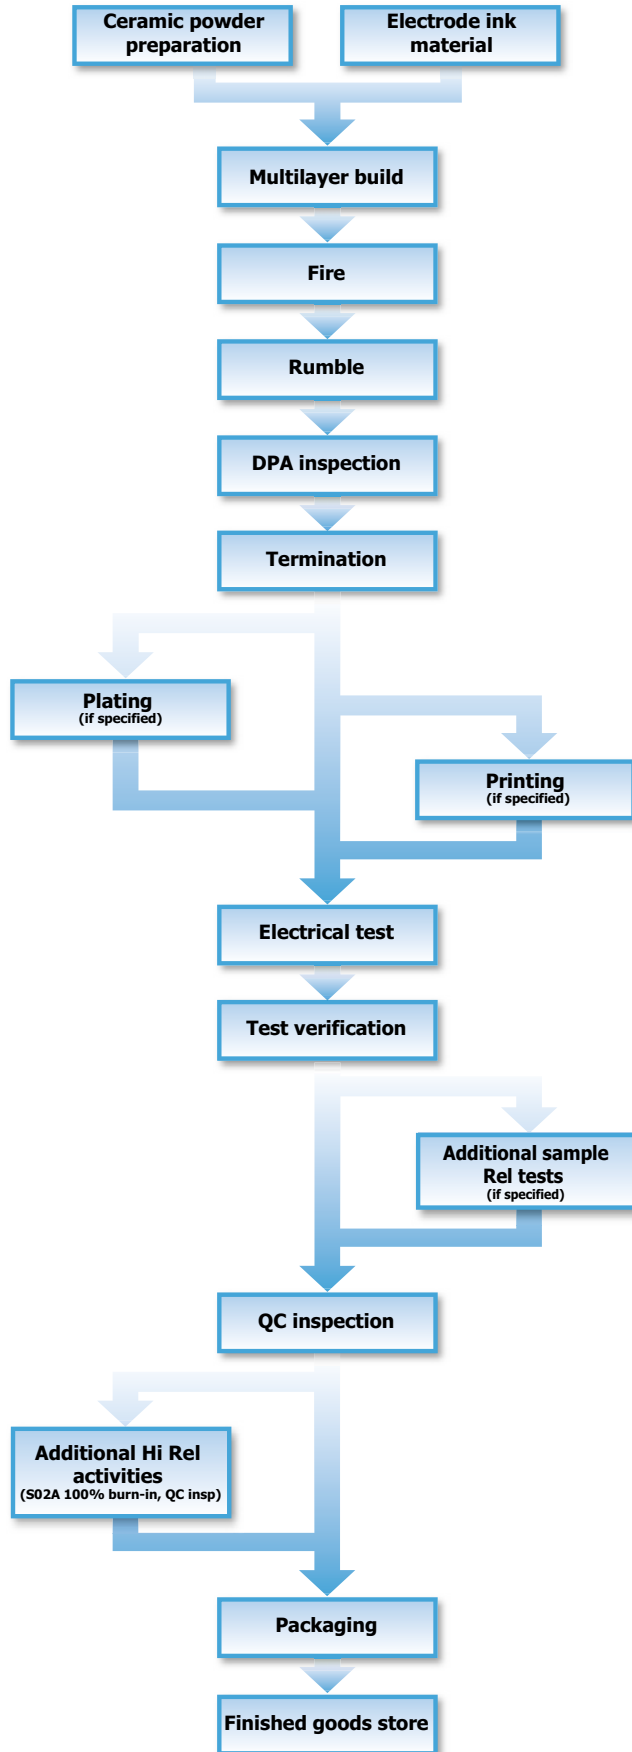 Ceramic powder
preparation
Electrode ink
material
Multilayer build
Fire
Rumble
DPA inspection
Termination
Plating
(if specified)
Printing
(if specified)
Electrical test
Test verification
Additional sample
Rel tests
(if specified)
QC inspection
Additional Hi Rel
activities
(S02A 100% burn-in, QC insp)
Packaging
Finished goods store